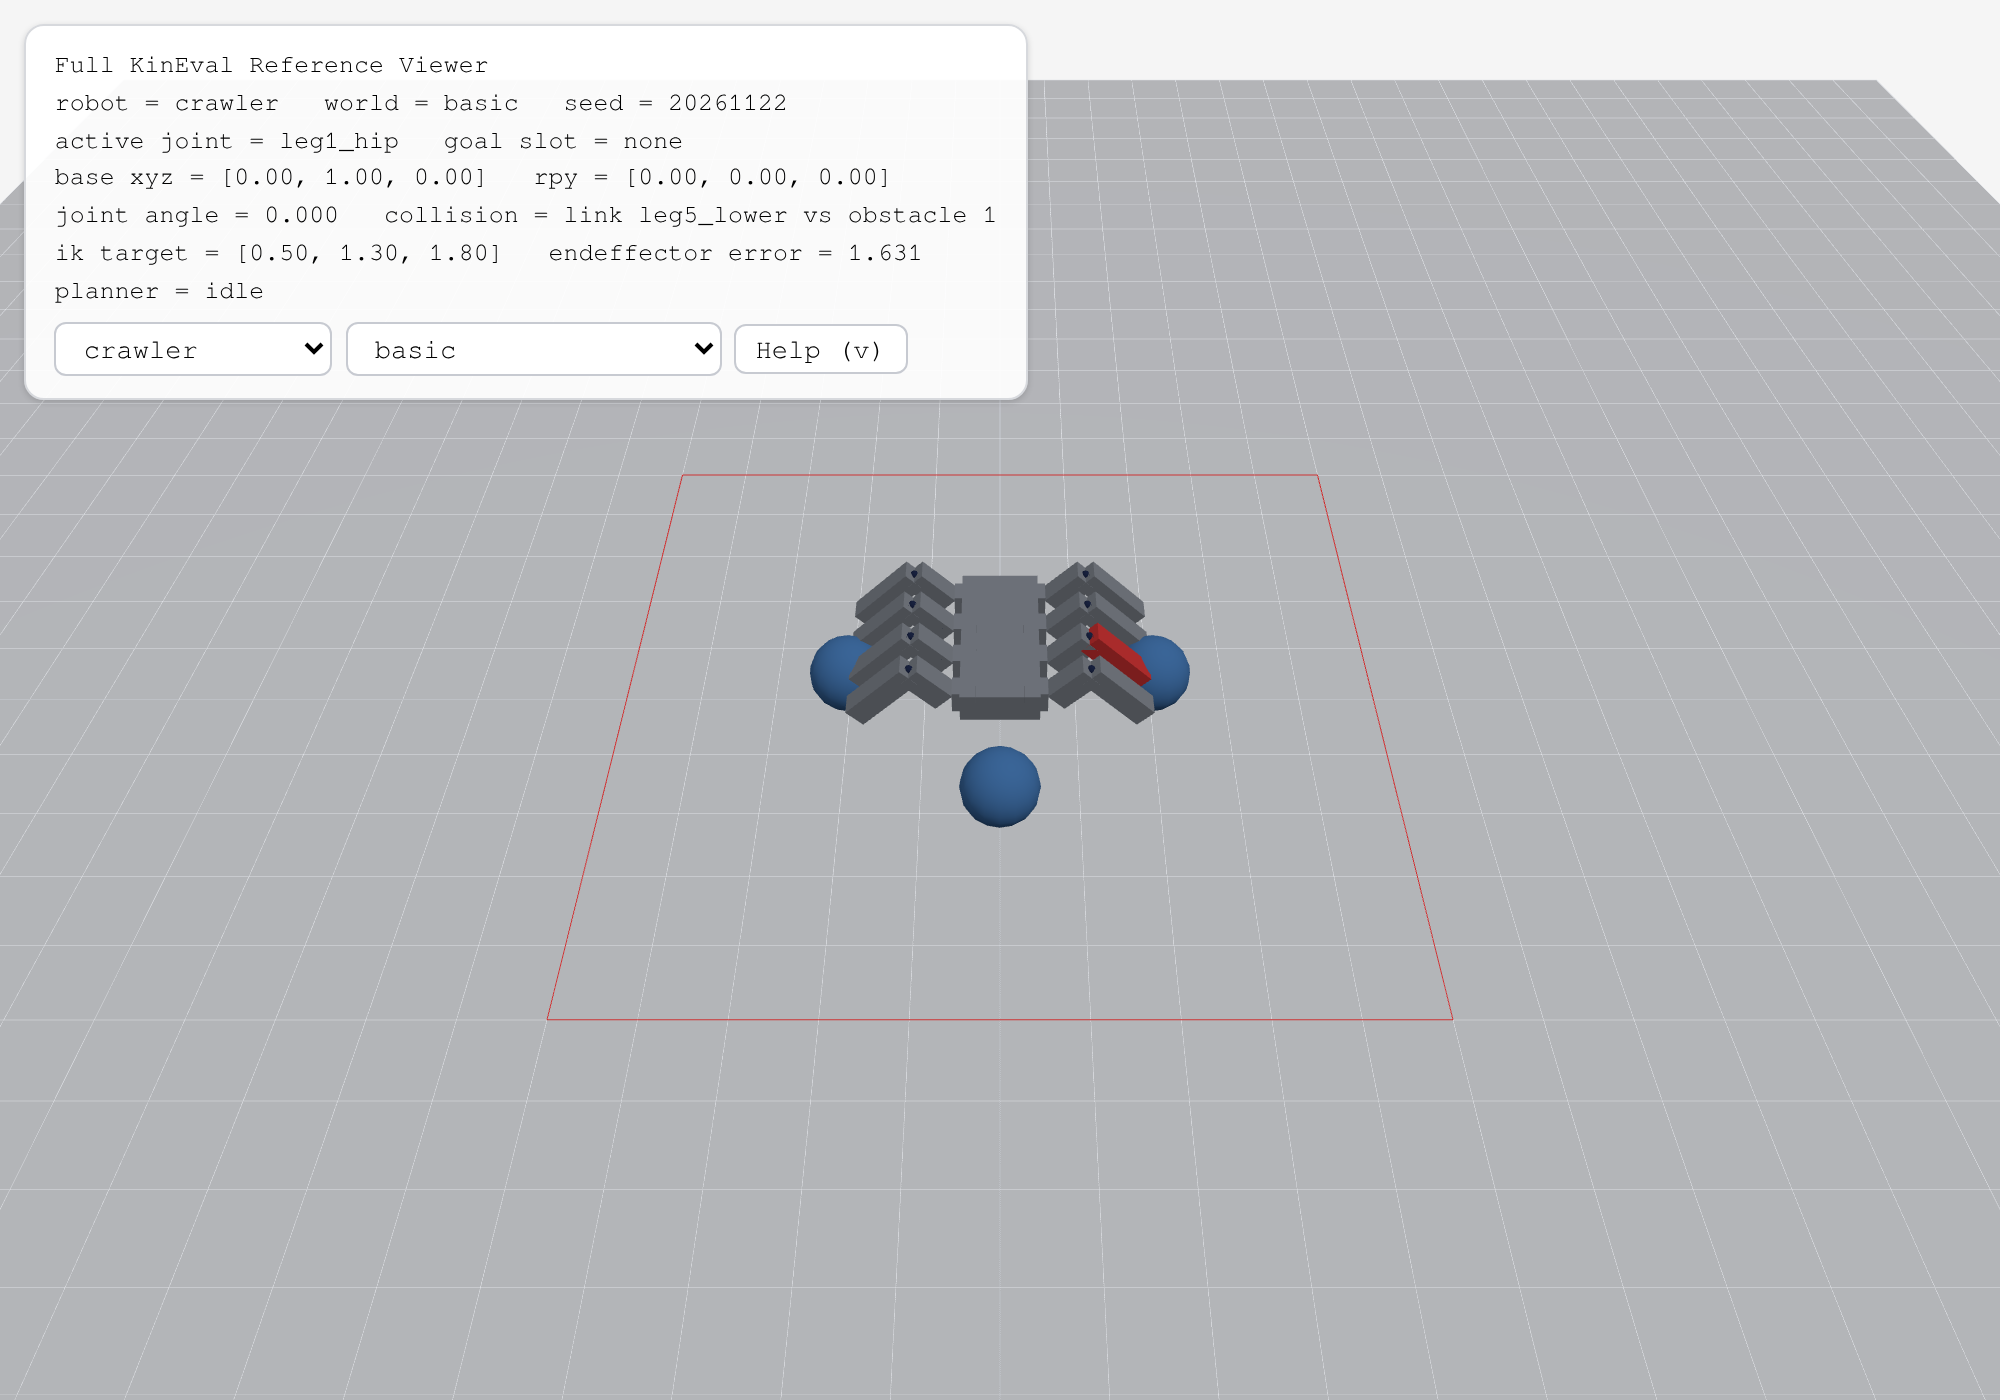 Full KinEval Reference Viewer
robot = crawler   world = basic   seed = 20261122
active joint = leg1_hip   goal slot = none
base xyz = [0.00, 1.00, 0.00]   rpy = [0.00, 0.00, 0.00]
joint angle = 0.000   collision = link leg5_lower vs obstacle 1
ik target = [0.50, 1.30, 1.80]   endeffector error = 1.631
planner = idle
crawler   basic   Help (v)